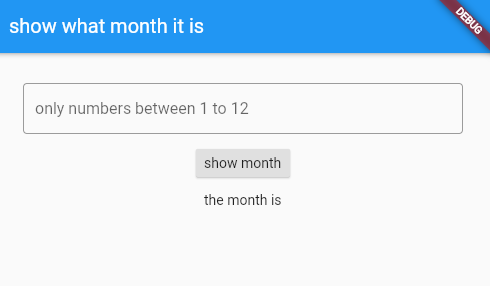 show what month it is
DEBUG
only numbers between 1 to 12
show month
the month is